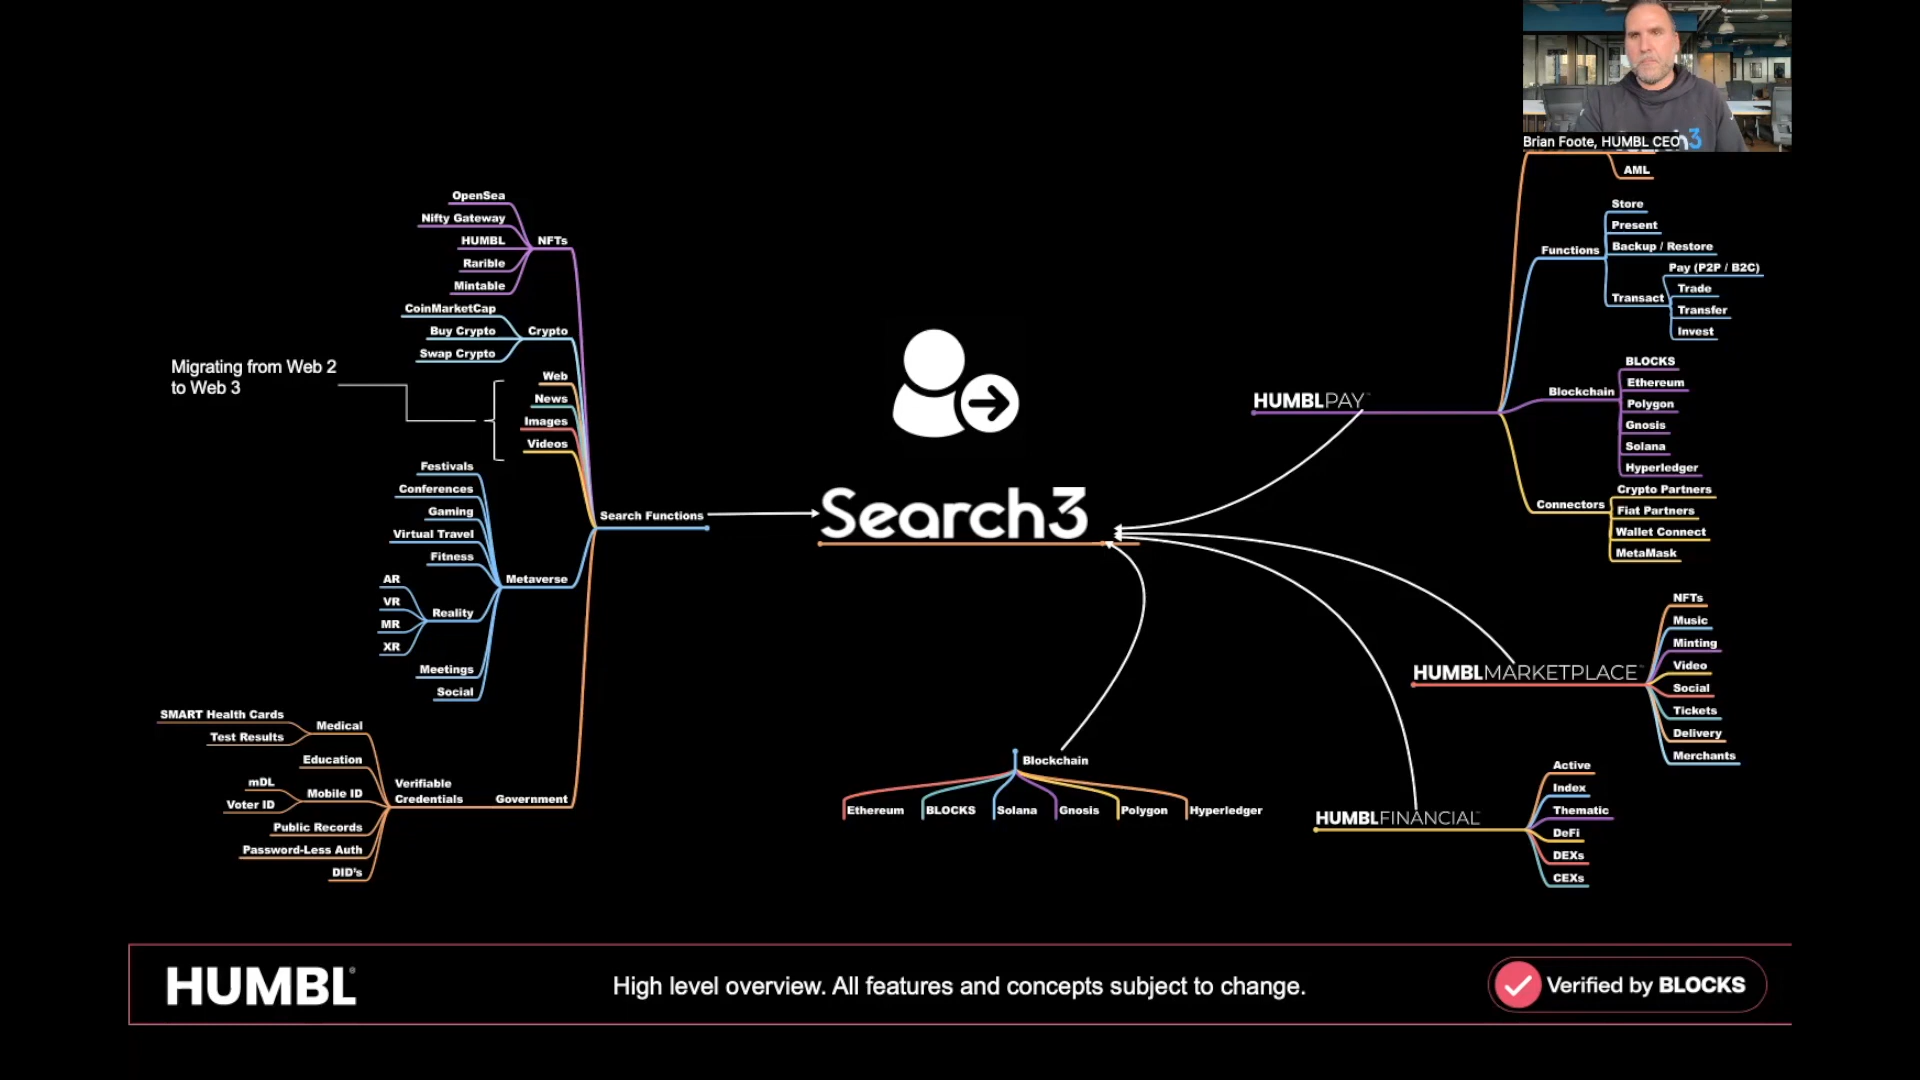 Brian Foote, HUMBL CEO
AML
OpenSea
Nifty Gateway
HUMBL
Rarible
Mintable
NFTs
CoinMarketCap
Buy Crypto
Swap Crypto
Crypto
Migrating from Web 2
to Web 3
Web
News
Images
Videos
Festivals
Conferences
Gaming
Virtual Travel
Fitness
AR
VR
MR
XR
Reality
Meetings
Social
Metaverse
Search Functions
SMART Health Cards
Test Results
Medical
Education
mDL
Voter ID
Mobile ID
Public Records
Password-Less Auth
DID's
Verifiable
Credentials
Government
Search3
Blockchain
Ethereum
BLOCKS
Solana
Gnosis
Polygon
Hyperledger
HUMBLPAY
Functions
Store
Present
Backup / Restore
Transact
Pay (P2P / B2C)
Trade
Transfer
Invest
Blockchain
BLOCKS
Ethereum
Polygon
Gnosis
Solana
Hyperledger
Connectors
Crypto Partners
Fiat Partners
Wallet Connect
MetaMask
HUMBLMARKETPLACE
NFTs
Music
Minting
Video
Social
Tickets
Delivery
Merchants
HUMBLFINANCIAL
Active
Index
Thematic
DeFi
DEXs
CEXs
HUMBL
High level overview. All features and concepts subject to change.
Verified by BLOCKS